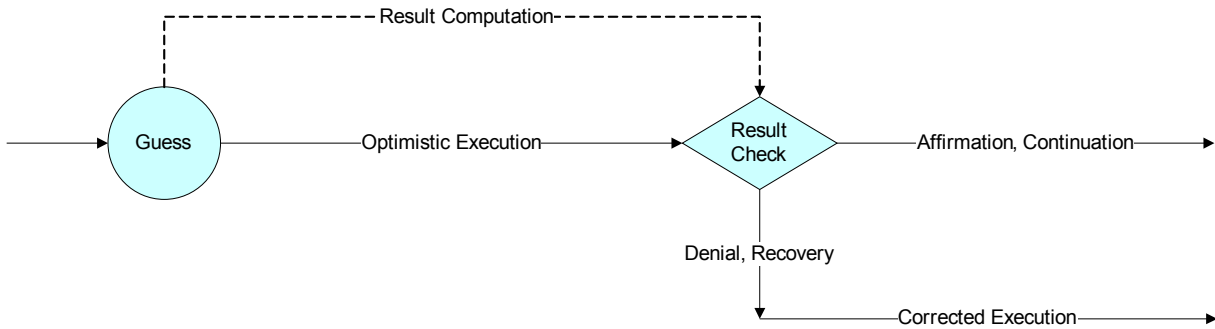 Result Computation
Guess
Optimistic Execution
Result
Check
Affirmation, Continuation
Denial, Recovery
Corrected Execution